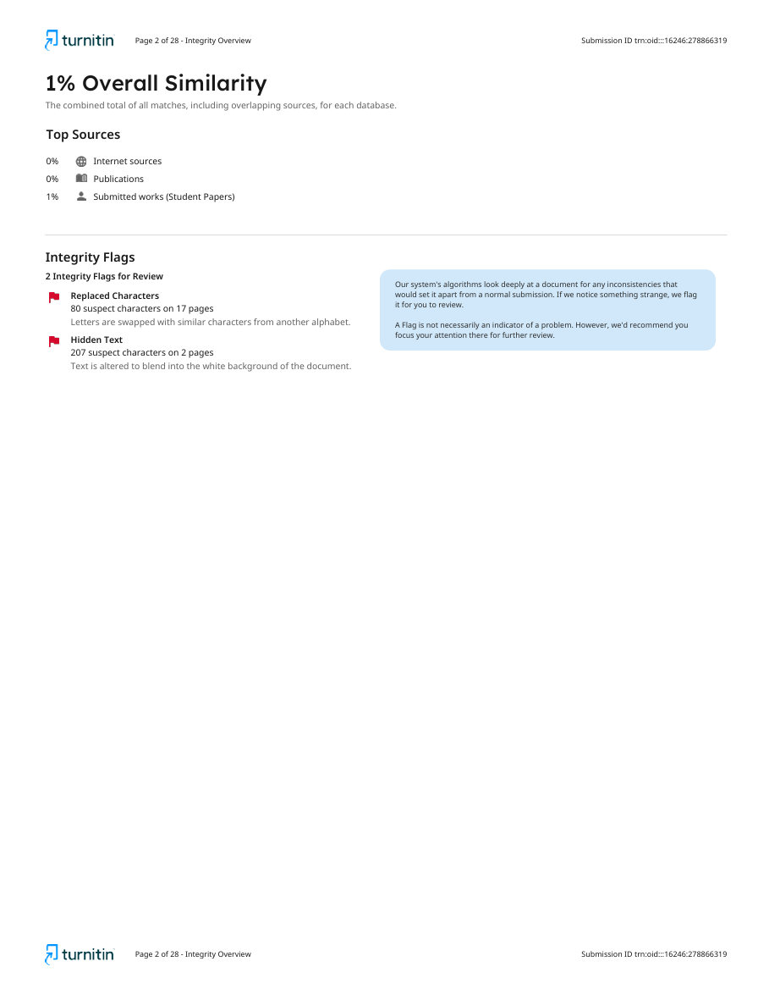 turnitin Page 2 of 28 - Integrity Overview Submission ID trn:oid:::16246:278866319
1% Overall Similarity
The combined total of all matches, including overlapping sources, for each database.
Top Sources
0% Internet sources
0% Publications
1% Submitted works (Student Papers)
Integrity Flags
2 Integrity Flags for Review
Replaced Characters
80 suspect characters on 17 pages
Letters are swapped with similar characters from another alphabet.
Hidden Text
207 suspect characters on 2 pages
Text is altered to blend into the white background of the document.
Our system's algorithms look deeply at a document for any inconsistencies that
would set it apart from a normal submission. If we notice something strange, we flag
it for you to review.
A Flag is not necessarily an indicator of a problem. However, we'd recommend you
focus your attention there for further review.
turnitin Page 2 of 28 - Integrity Overview Submission ID trn:oid:::16246:278866319